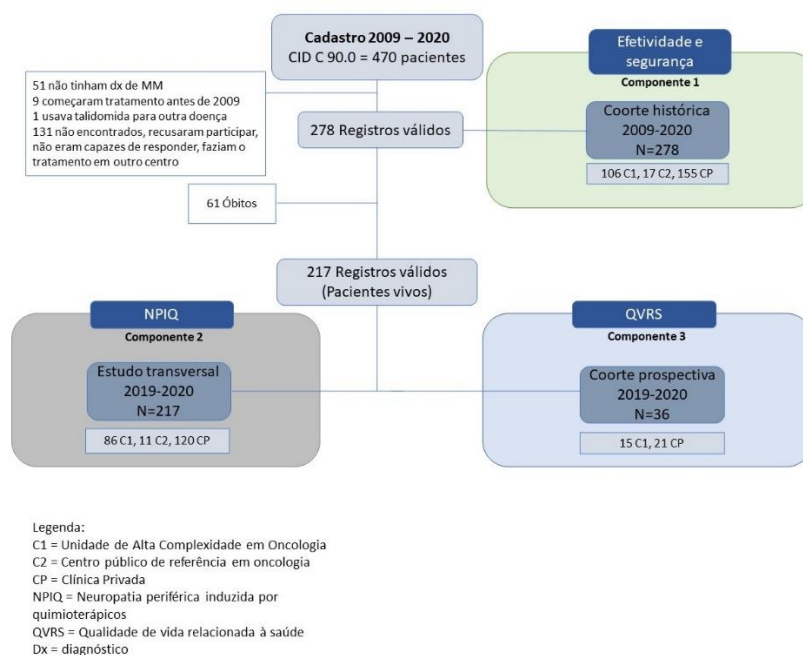 Cadastro 2009 – 2020
CID C 90.0 = 470 pacientes
Efetividade e
segurança
Componente 1
51 não tinham dx de MM
9 começaram tratamento antes de 2009
1 usava talidomida para outra doença
131 não encontrados, recusaram participar,
não eram capazes de responder, faziam o
tratamento em outro centro
278 Registros válidos
Coorte histórica
2009-2020
N=278
106 C1, 17 C2, 155 CP
61 Óbitos
217 Registros válidos
(Pacientes vivos)
NPIQ
Componente 2
Estudo transversal
2019-2020
N=217
86 C1, 11 C2, 120 CP
QVRS
Componente 3
Coorte prospectiva
2019-2020
N=36
15 C1, 21 CP
Legenda:
C1 = Unidade de Alta Complexidade em Oncologia
C2 = Centro público de referência em oncologia
CP = Clínica Privada
NPIQ = Neuropatia periférica induzida por
quimioterápicos
QVRS = Qualidade de vida relacionada à saúde
Dx = diagnóstico